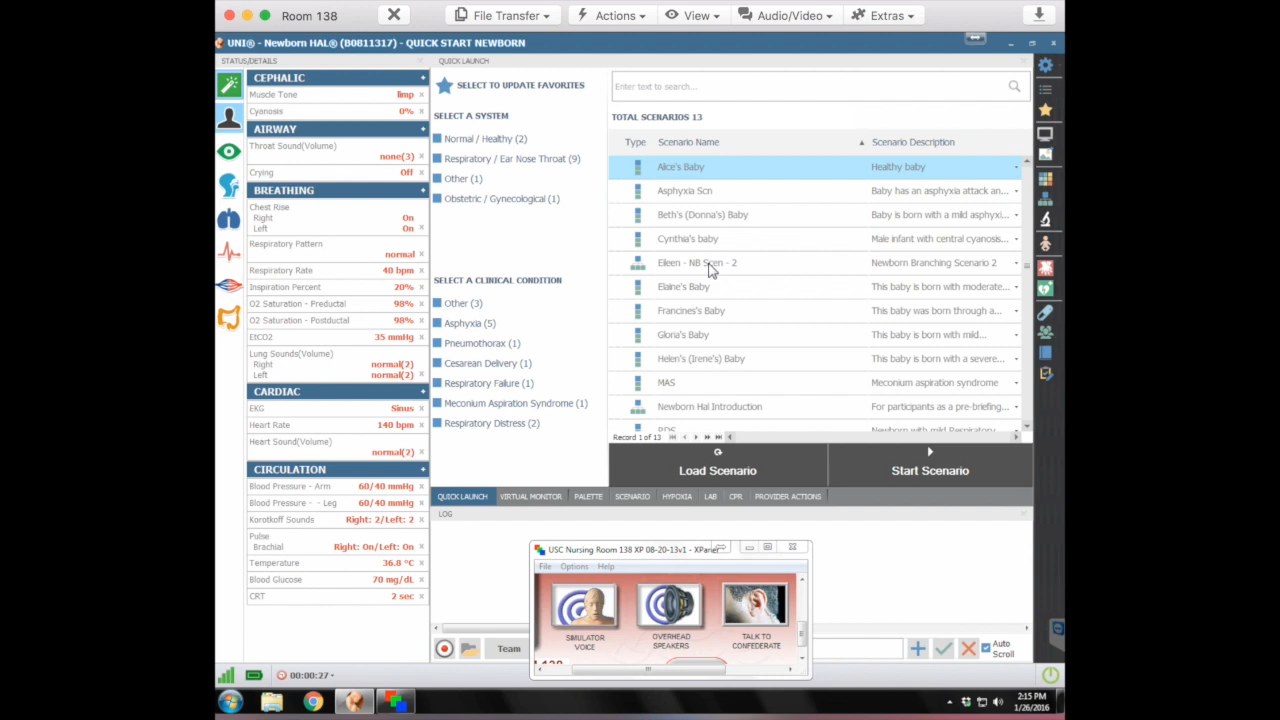 Room 138
File Transfer
Actions
View
Audio/Video
Extras
UNI® - Newborn HAL® (B0811317) - QUICK START NEWBORN
STATUS/DETAILS
CEPHALIC +
Muscle Tone limp x
Cyanosis 0% x
AIRWAY +
Throat Sound(Volume)
none(3) x
Crying Off x
BREATHING +
Chest Rise
Right On
Left On x
Respiratory Pattern
normal x
Respiratory Rate 40 bpm x
Inspiration Percent 20% x
O2 Saturation - Preductal 98% x
O2 Saturation - Postductal 98% x
EtCO2 35 mmHg x
Lung Sounds(Volume)
Right normal(2)
Left normal(2) x
CARDIAC +
EKG Sinus x
Heart Rate 140 bpm x
Heart Sound(Volume)
normal(2) x
CIRCULATION +
Blood Pressure - Arm 60/40 mmHg x
Blood Pressure - - Leg 60/40 mmHg x
Korotkoff Sounds Right: 2/Left: 2 x
Pulse
Brachial Right: On/Left: On x
Temperature 36.8 °C x
Blood Glucose 70 mg/dL x
CRT 2 sec x
QUICK LAUNCH
SELECT TO UPDATE FAVORITES
SELECT A SYSTEM
Normal / Healthy (2)
Respiratory / Ear Nose Throat (9)
Other (1)
Obstetric / Gynecological (1)
SELECT A CLINICAL CONDITION
Other (3)
Asphyxia (5)
Pneumothorax (1)
Cesarean Delivery (1)
Respiratory Failure (1)
Meconium Aspiration Syndrome (1)
Respiratory Distress (2)
Enter text to search...
TOTAL SCENARIOS 13
Type Scenario Name Scenario Description
Alice's Baby Healthy baby
Asphyxia Scn Baby has an asphyxia attack an...
Beth's (Donna's) Baby Baby is born with a mild asphyxi...
Cynthia's baby Male infant with central cyanosis...
Eileen - NB Scen - 2 Newborn Branching Scenario 2
Elaine's Baby This baby is born with moderate...
Francines's Baby This baby was born through a...
Gloria's Baby This baby is born with mild...
Helen's (Irene's) Baby This baby is born with a severe...
MAS Meconium aspiration syndrome
Newborn Hal Introduction For participants as a pre-briefing...
RDS Newborn with mild Respiratory
Record 1 of 13
Load Scenario
Start Scenario
QUICK LAUNCH VIRTUAL MONITOR PALETTE SCENARIO HYPOXIA LAB CPR PROVIDER ACTIONS
LOG
USC Nursing Room 138 XP 08-20-13v1 - XPanel
File Options Help
SIMULATOR VOICE
OVERHEAD SPEAKERS
TALK TO CONFEDERATE
Team
Auto
Scroll
00:00:27
2:15 PM
1/26/2016